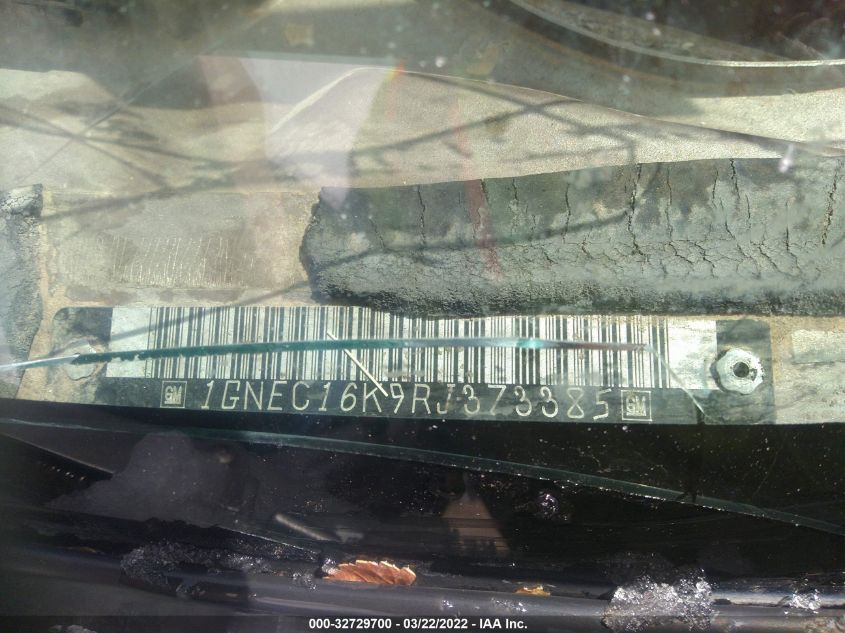 GM 1GNEC16K9RJ373385 GM
000-32729700 - 03/22/2022 - IAA Inc.